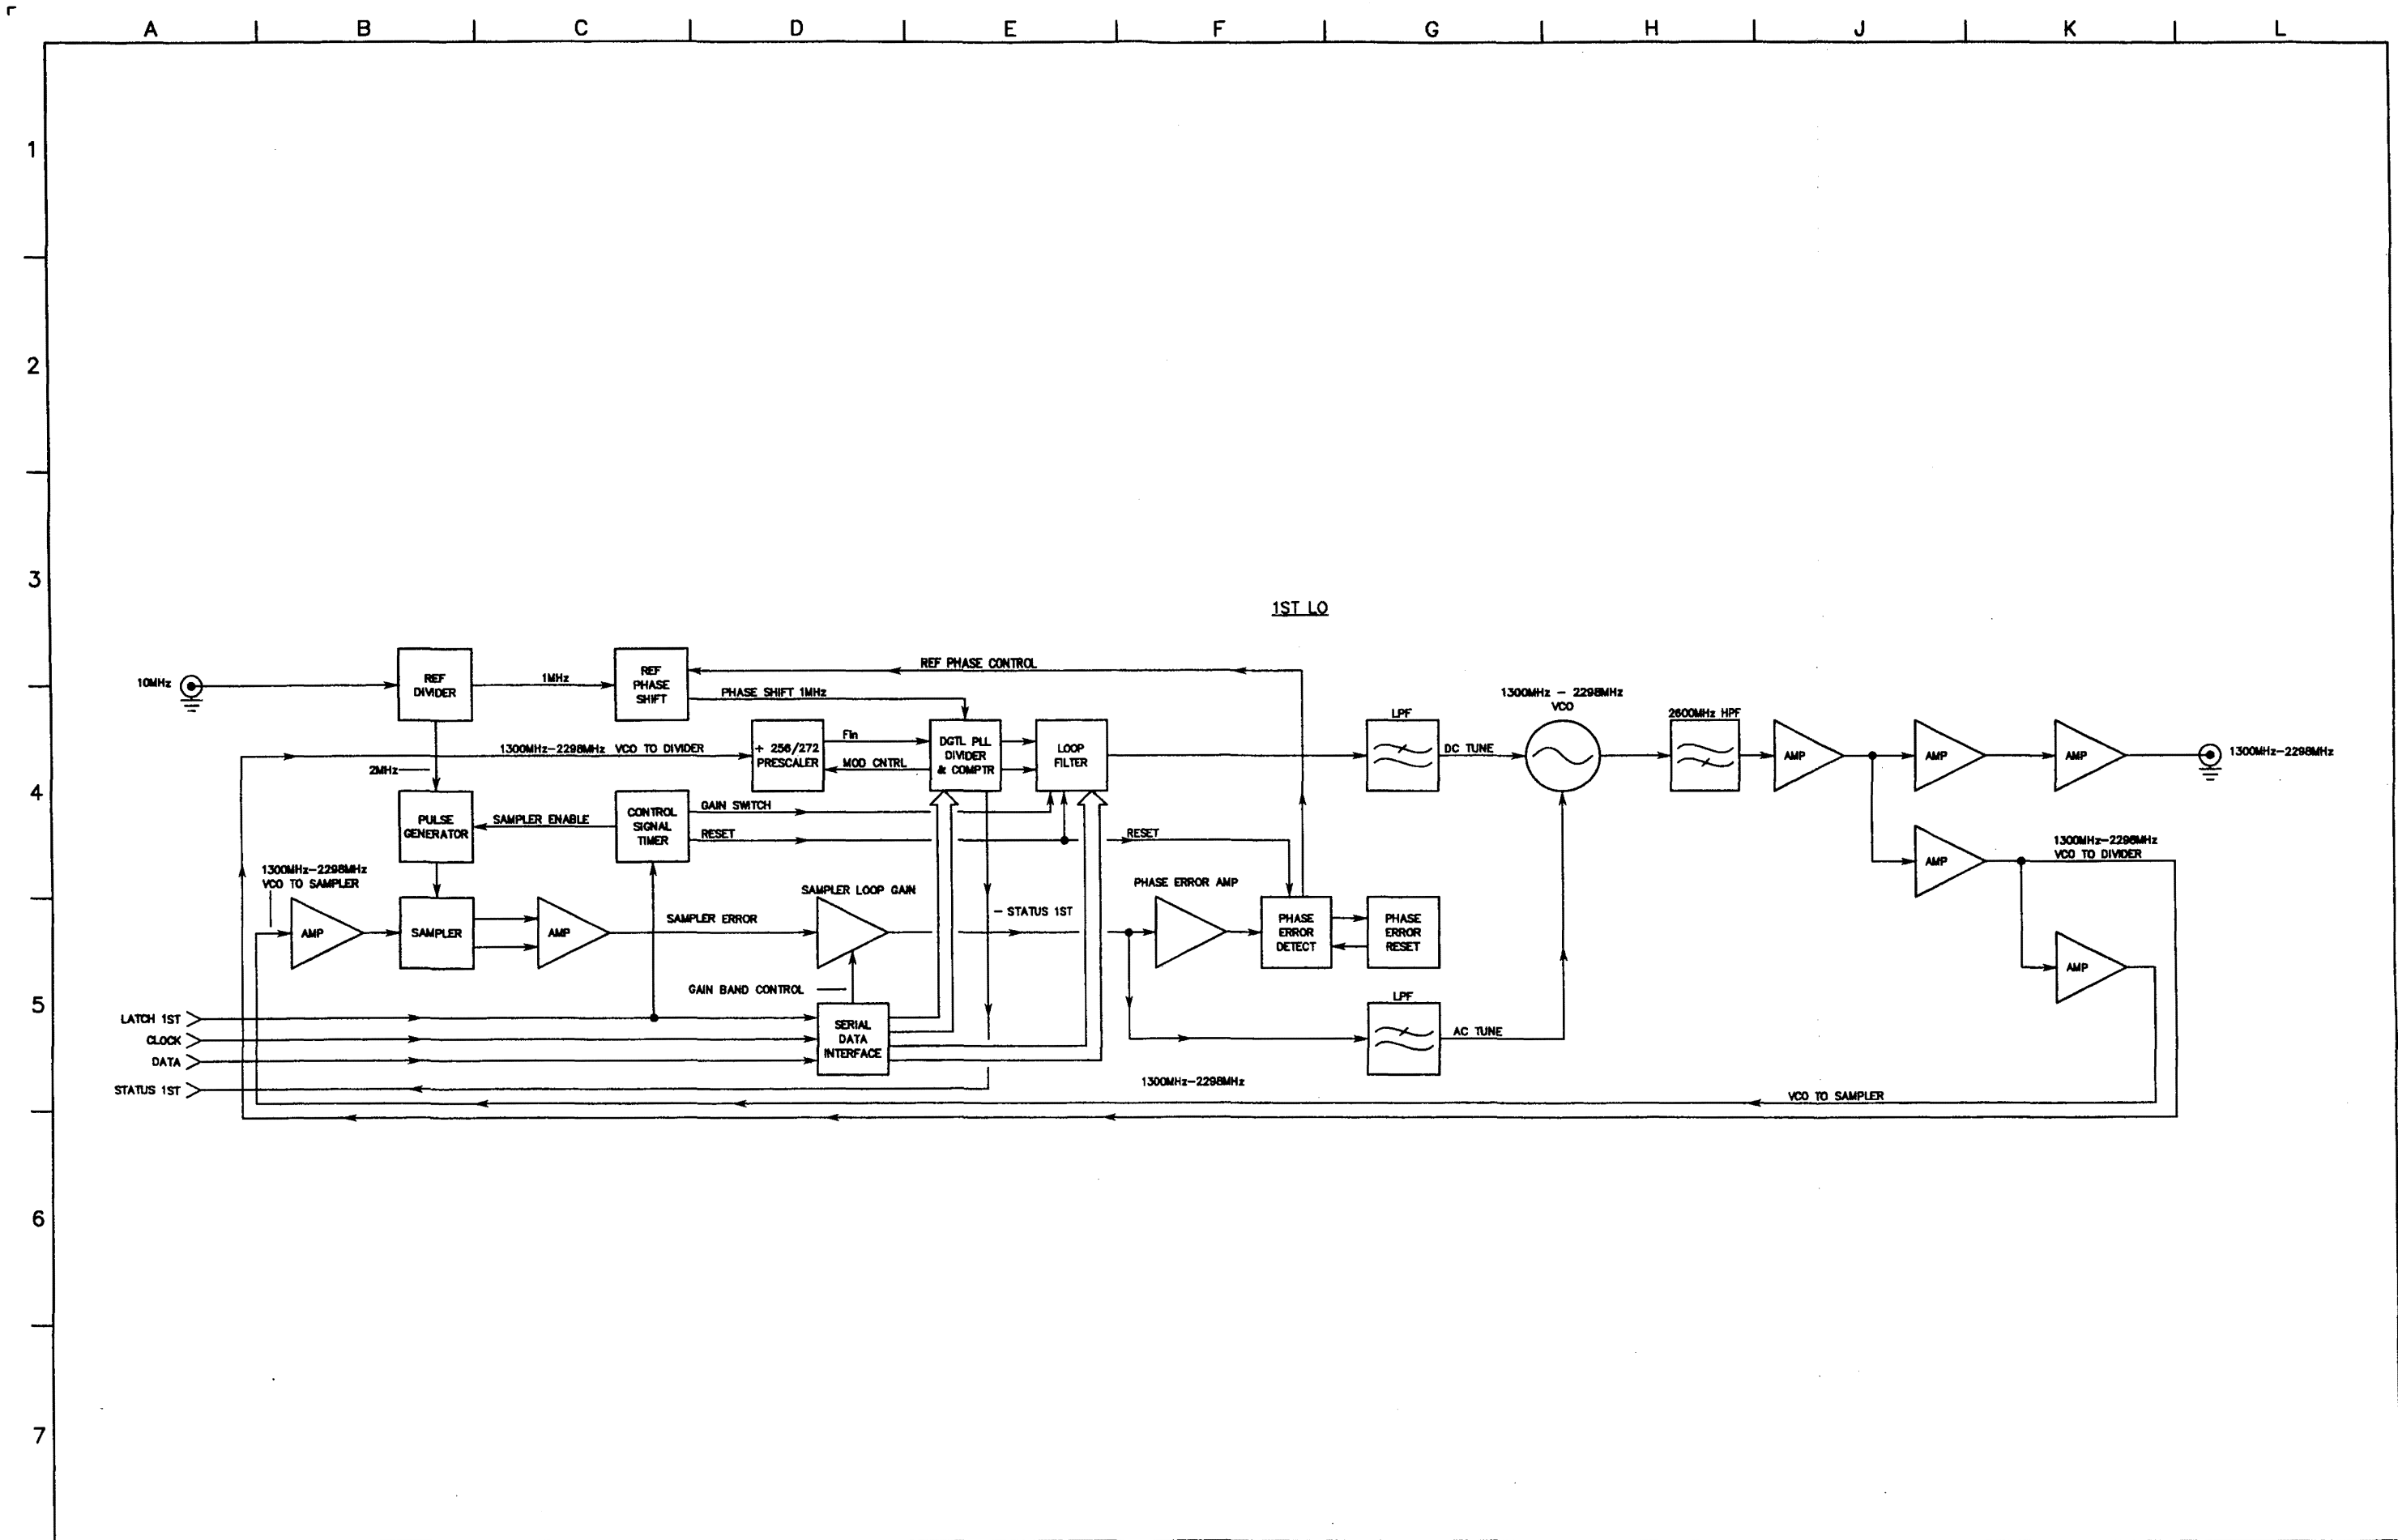 A B C D E F G H J K L
1
2
3
4
5
6
7
1ST LO
10MHz
REF
DIVIDER
1MHz
REF
PHASE
SHIFT
REF PHASE CONTROL
PHASE SHIFT 1MHz
2MHz
1300MHz-2298MHz VCO TO DIVIDER
÷ 256/272
PRESCALER
Fin
MOD CNTRL
DGTL PLL
DIVIDER
& COMPTR
LOOP
FILTER
LPF
DC TUNE
1300MHz - 2298MHz
VCO
2600MHz HPF
AMP
AMP
AMP
1300MHz-2298MHz
PULSE
GENERATOR
SAMPLER ENABLE
CONTROL
SIGNAL
TIMER
GAIN SWITCH
RESET
RESET
AMP
1300MHz-2298MHz
VCO TO DIVIDER
1300MHz-2298MHz
VCO TO SAMPLER
AMP
SAMPLER
AMP
SAMPLER ERROR
SAMPLER LOOP GAIN
STATUS 1ST
PHASE ERROR AMP
PHASE
ERROR
DETECT
PHASE
ERROR
RESET
AMP
GAIN BAND CONTROL
LATCH 1ST
CLOCK
DATA
STATUS 1ST
SERIAL
DATA
INTERFACE
LPF
AC TUNE
1300MHz-2298MHz
VCO TO SAMPLER